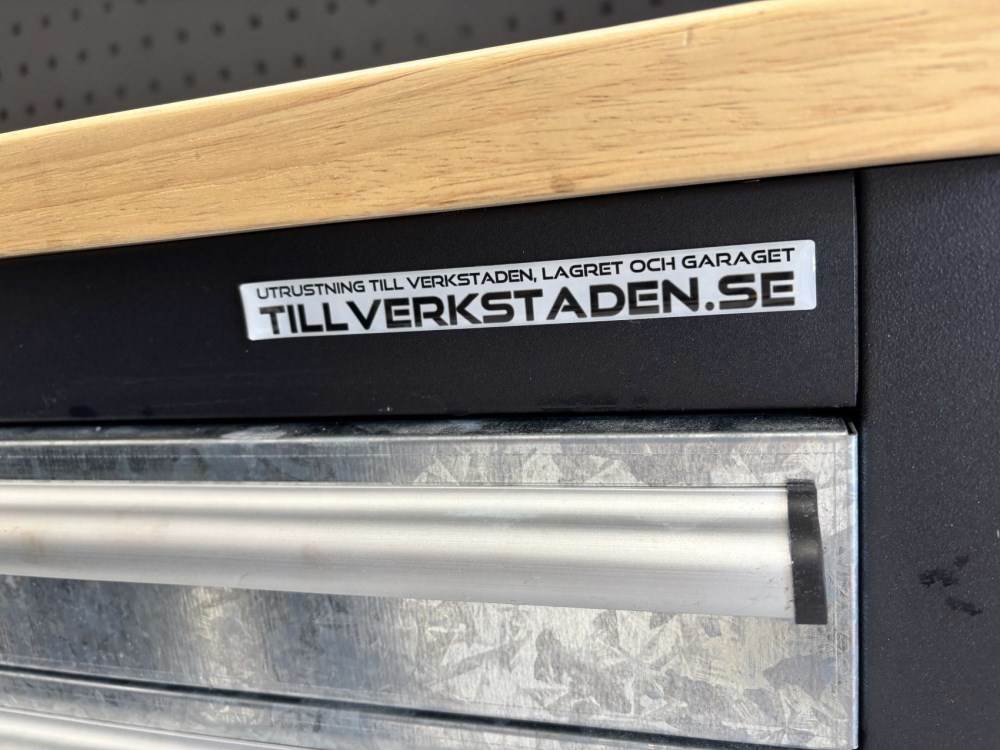 UTRUSTNING TILL VERKSTADEN, LAGRET OCH GARAGET
TILLVERKSTADEN.SE